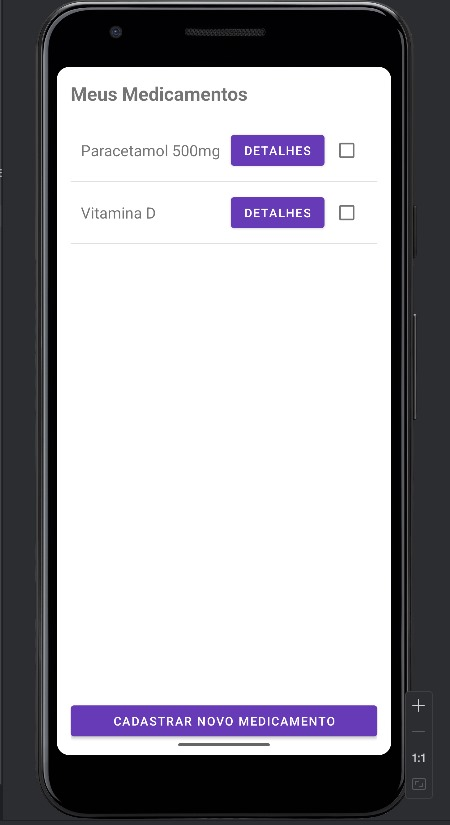 Meus Medicamentos
Paracetamol 500mg DETALHES
Vitamina D DETALHES
CADASTRAR NOVO MEDICAMENTO
1:1